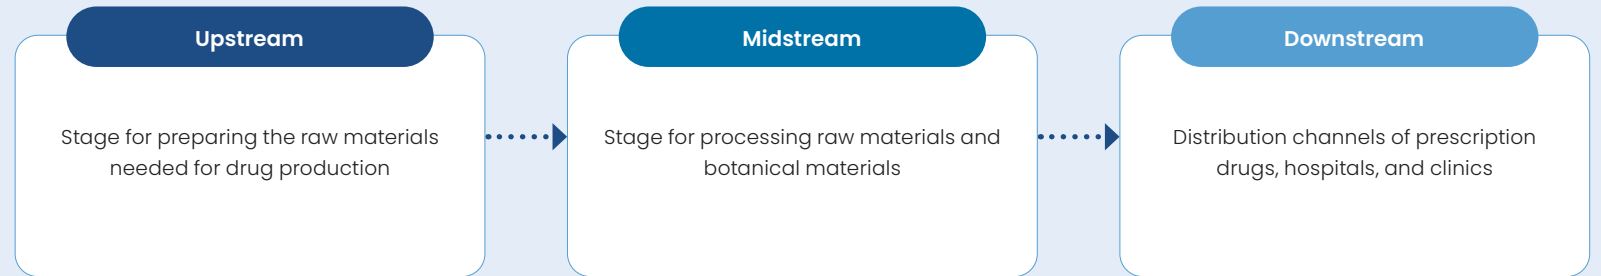 Upstream
Stage for preparing the raw materials
needed for drug production
Midstream
Stage for processing raw materials and
botanical materials
Downstream
Distribution channels of prescription
drugs, hospitals, and clinics